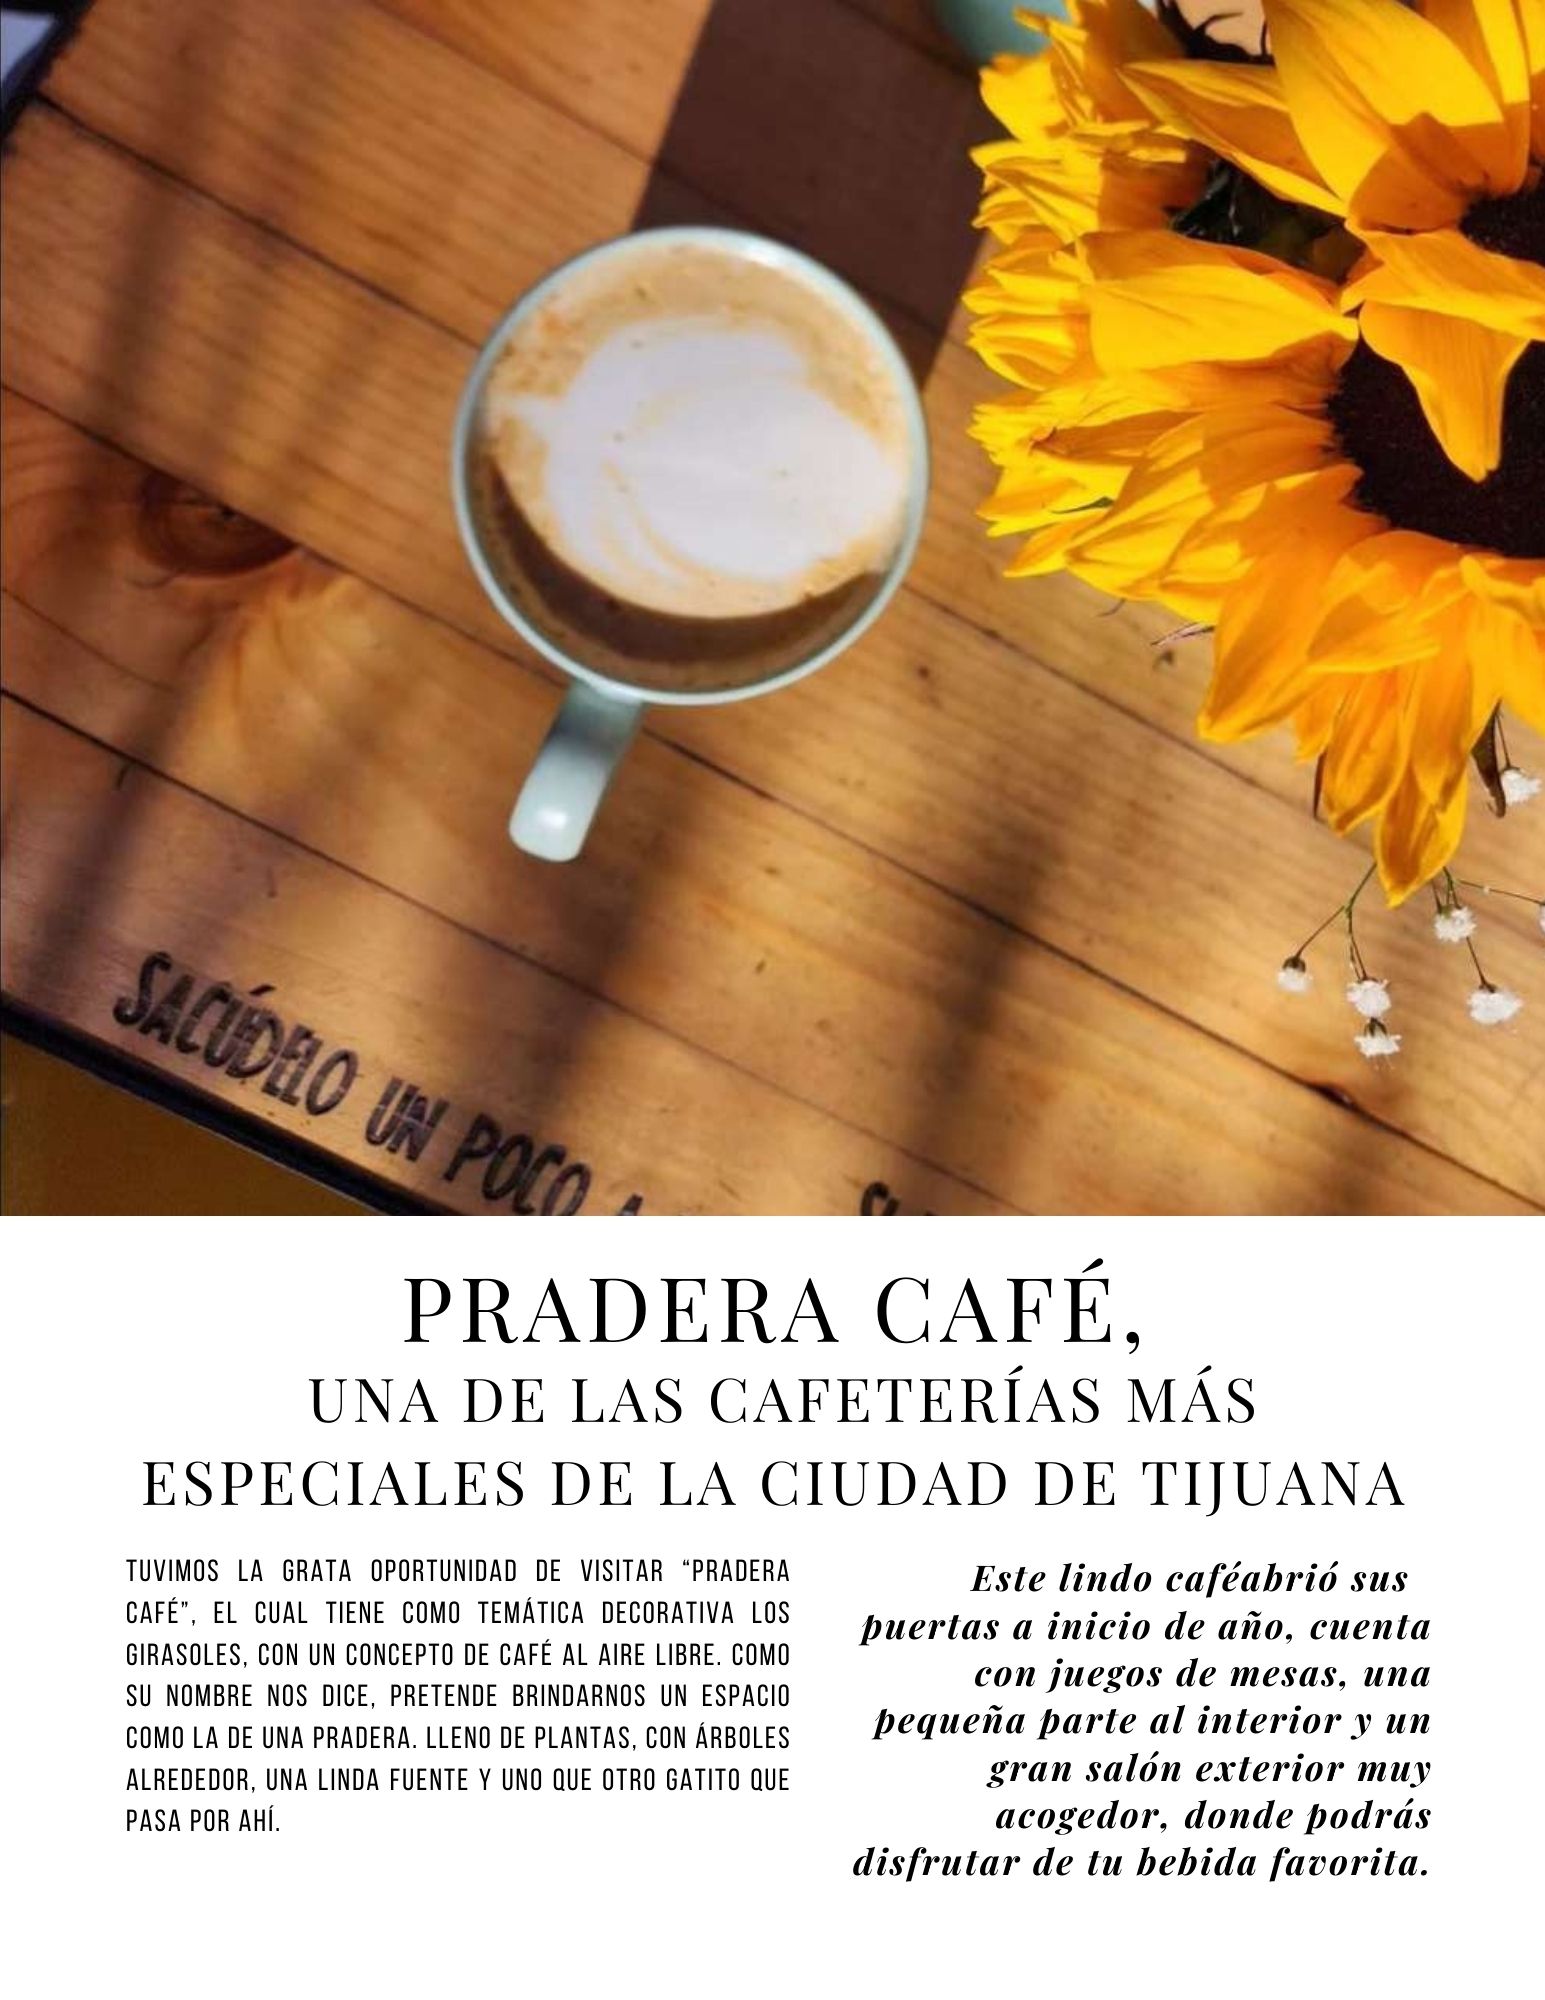 SACÚDELO UN POCO A
PRADERA CAFÉ,
UNA DE LAS CAFETERÍAS MÁS
ESPECIALES DE LA CIUDAD DE TIJUANA
TUVIMOS LA GRATA OPORTUNIDAD DE VISITAR “PRADERA
CAFÉ”, EL CUAL TIENE COMO TEMÁTICA DECORATIVA LOS
GIRASOLES, CON UN CONCEPTO DE CAFÉ AL AIRE LIBRE. COMO
SU NOMBRE NOS DICE, PRETENDE BRINDARNOS UN ESPACIO
COMO LA DE UNA PRADERA. LLENO DE PLANTAS, CON ÁRBOLES
ALREDEDOR, UNA LINDA FUENTE Y UNO QUE OTRO GATITO QUE
PASA POR AHÍ.
Este lindo caféabrió sus
puertas a inicio de año, cuenta
con juegos de mesas, una
pequeña parte al interior y un
gran salón exterior muy
acogedor, donde podrás
disfrutar de tu bebida favorita.